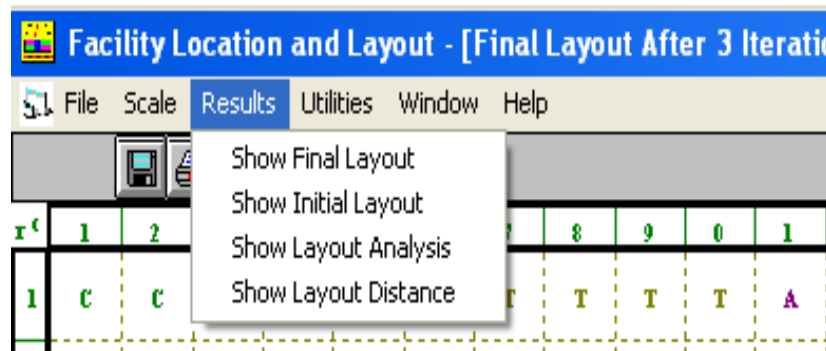 Facility Location and Layout - [Final Layout After 3 Iteratio
File Scale Results Utilities Window Help
Show Final Layout
Show Initial Layout
Show Layout Analysis
Show Layout Distance
r c 1 2 8 9 0 1
1 C C T T T T A